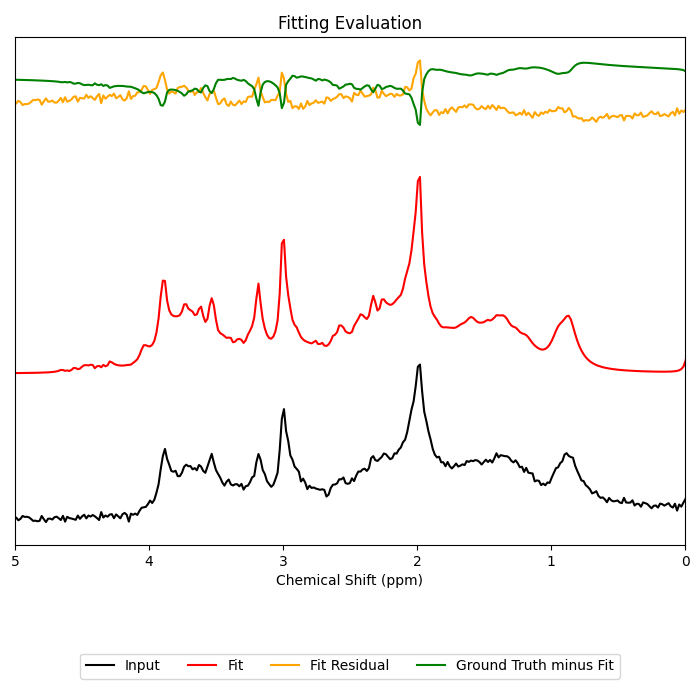 Fitting Evaluation
5 4 3 2 1 0
Chemical Shift (ppm)
Input Fit Fit Residual Ground Truth minus Fit